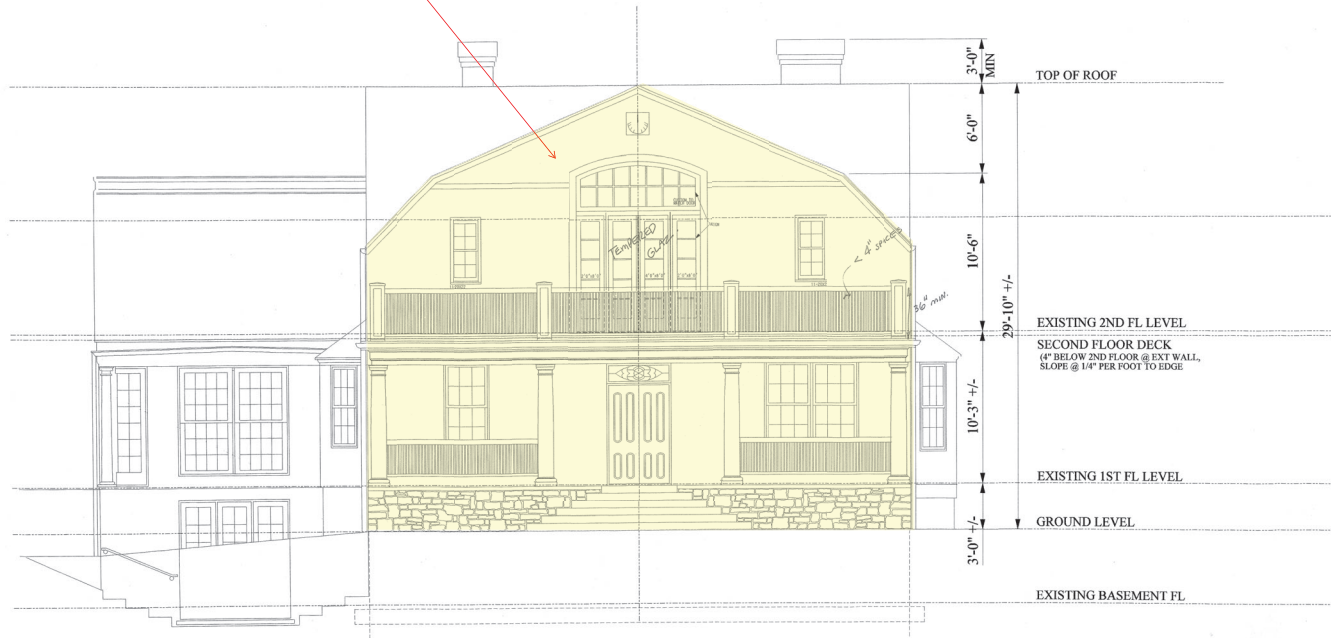 3'-0"
MIN
TOP OF ROOF
6'-0"
10'-6"
29'-10" +/-
TEMPERED
GLAZ.
< 4" SPACES
36" MIN.
EXISTING 2ND FL LEVEL
SECOND FLOOR DECK
(4" BELOW 2ND FLOOR @ EXT WALL,
SLOPE @ 1/4" PER FOOT TO EDGE
10'-3" +/-
EXISTING 1ST FL LEVEL
GROUND LEVEL
3'-0" +/-
EXISTING BASEMENT FL